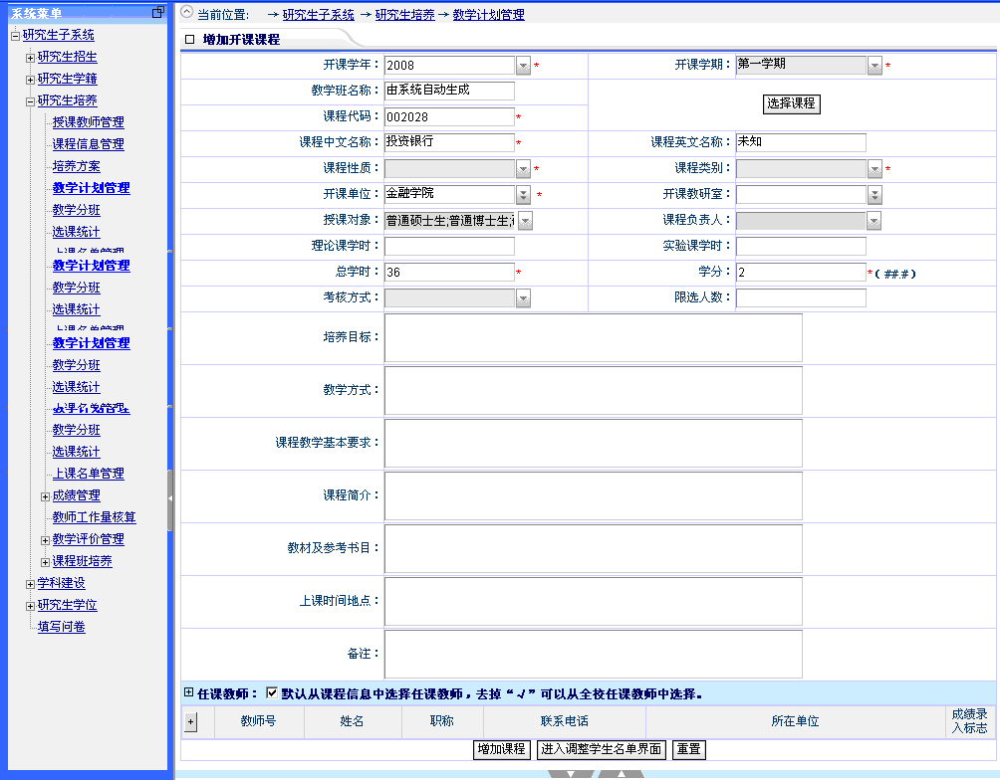 系统菜单
研究生子系统
研究生招生
研究生学籍
研究生培养
授课教师管理
课程信息管理
培养方案
教学计划管理
教学分班
选课统计
上课名单管理
教学计划管理
教学分班
选课统计
上课名单管理
教学计划管理
教学分班
选课统计
教学分班
选课统计
上课名单管理
成绩管理
教师工作量核算
教学评价管理
课程班培养
学科建设
研究生学位
填写问卷
当前位置: →研究生子系统 →研究生培养 →教学计划管理
增加开课课程
开课学年: 2008 * 开课学期: 第一学期 *
教学班名称: 由系统自动生成
选择课程
课程代码: 002028 *
课程中文名称: 投资银行 * 课程英文名称: 未知
课程性质: * 课程类别: *
开课单位: 金融学院 * 开课教研室:
授课对象: 普通硕士生;普通博士生; 课程负责人:
理论课学时: 实验课学时:
总学时: 36 * 学分: 2 *( ##.# )
考核方式: 限选人数:
培养目标:
教学方式:
课程教学基本要求:
课程简介:
教材及参考书目:
上课时间地点:
备注:
任课教师: 默认从课程信息中选择任课教师,去掉“√”可以从全校任课教师中选择。
+ 教师号 姓名 职称 联系电话 所在单位 成绩录入标志
增加课程 进入调整学生名单界面 重置